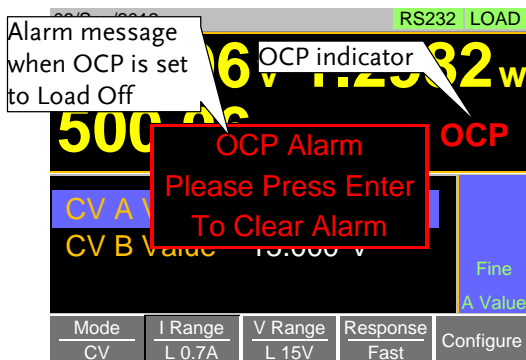 RS232 LOAD
Alarm message
when OCP is set
to Load Off
OCP indicator
OCP
OCP Alarm
Please Press Enter
To Clear Alarm
CV A
CV B Value
Fine
A Value
Mode I Range V Range Response Configure
CV L 0.7A L 15V Fast